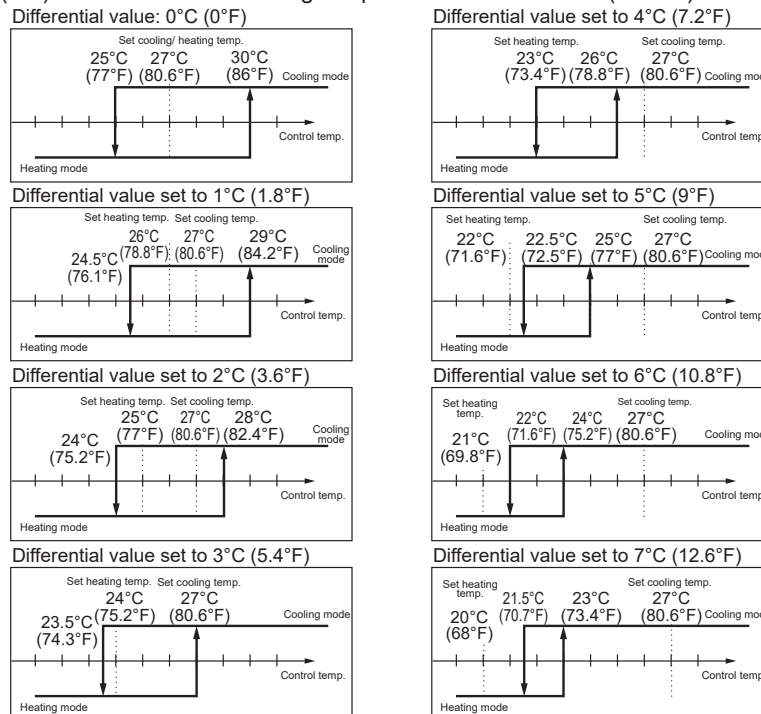 Differential value: 0°C (0°F)
Set cooling/ heating temp.
25°C 27°C 30°C
(77°F) (80.6°F) (86°F) Cooling mode
Control temp.
Heating mode
Differential value set to 1°C (1.8°F)
Set heating temp. Set cooling temp.
26°C 27°C 29°C
24.5°C (78.8°F) (80.6°F) (84.2°F) Cooling
(76.1°F) mode
Control temp.
Heating mode
Differential value set to 2°C (3.6°F)
Set heating temp. Set cooling temp.
25°C 27°C 28°C
24°C (77°F) (80.6°F) (82.4°F) Cooling
(75.2°F) mode
Control temp.
Heating mode
Differential value set to 3°C (5.4°F)
Set heating temp. Set cooling temp.
24°C 27°C
23.5°C (75.2°F) (80.6°F) Cooling mode
(74.3°F)
Control temp.
Heating mode
Differential value set to 4°C (7.2°F)
Set heating temp. Set cooling temp.
23°C 26°C 27°C
(73.4°F) (78.8°F) (80.6°F) Cooling mo
Control temp
Heating mode
Differential value set to 5°C (9°F)
Set heating temp. Set cooling temp.
22°C 22.5°C 25°C 27°C
(71.6°F) (72.5°F) (77°F) (80.6°F) Cooling mo
Control temp
Heating mode
Differential value set to 6°C (10.8°F)
Set heating temp. Set cooling temp.
22°C 24°C 27°C
21°C (71.6°F) (75.2°F) (80.6°F) Cooling mo
(69.8°F)
Control temp
Heating mode
Differential value set to 7°C (12.6°F)
Set heating temp. Set cooling temp.
21.5°C 23°C 27°C
20°C (70.7°F) (73.4°F) (80.6°F) Cooling mo
(68°F)
Control temp
Heating mode